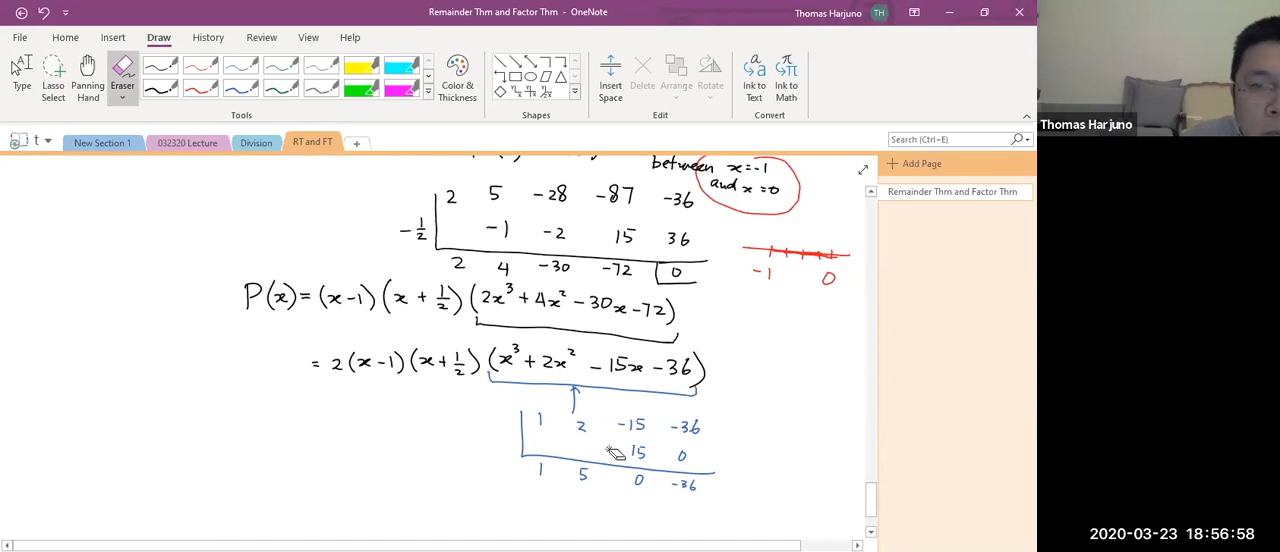 Remainder Thm and Factor Thm - OneNote
Thomas Harjuno TH
File Home Insert Draw History Review View Help
Type Lasso Select Panning Hand Eraser
Color & Thickness
Insert Space Delete Arrange Rotate
Ink to Text Ink to Math
Tools Shapes Edit Convert
Thomas Harjuno
t New Section 1 032320 Lecture Division RT and FT
Search (Ctrl+E)
Add Page
Remainder Thm and Factor Thm
between x=-1
and x=0
2 5 -28 -87 -36
-1/2 -1 -2 15 36
2 4 -30 -72 0
-1 0
P(x) = (x-1)(x+1/2)(2x³+4x²-30x-72)
= 2(x-1)(x+1/2)(x³+2x²-15x-36)
1 2 -15 -36
15 0
1 5 0 -36
2020-03-23 18:56:58